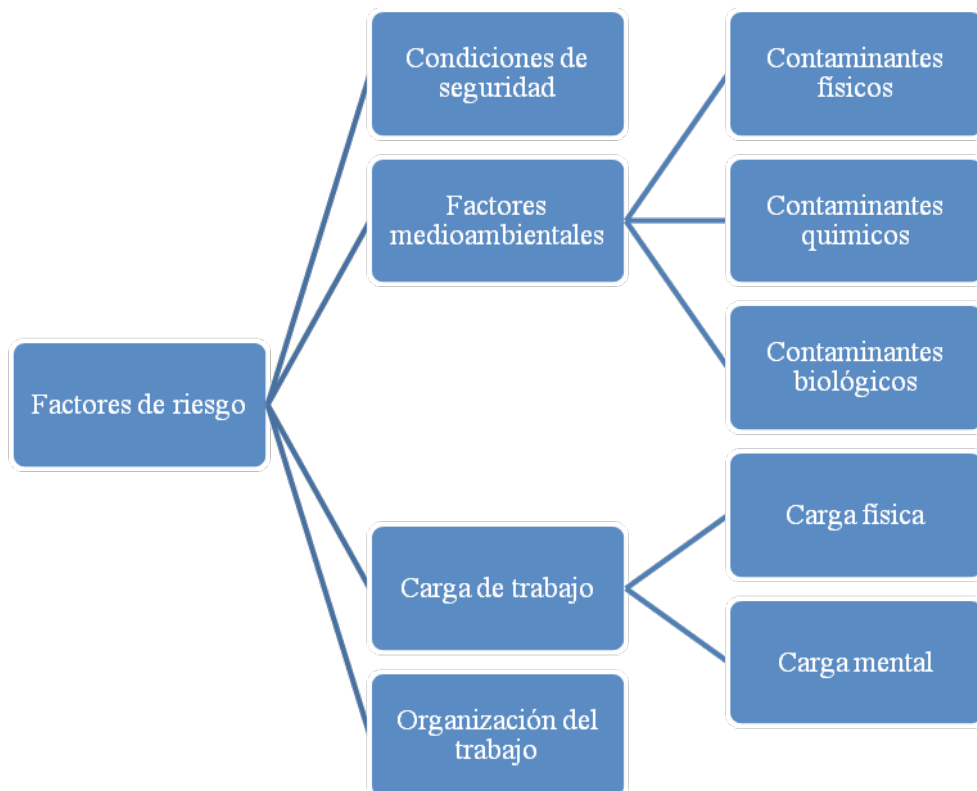 Factores de riesgo
Condiciones de
seguridad
Factores
medioambientales
Contaminantes
físicos
Contaminantes
quimicos
Contaminantes
biológicos
Carga de trabajo
Carga física
Carga mental
Organización del
trabajo